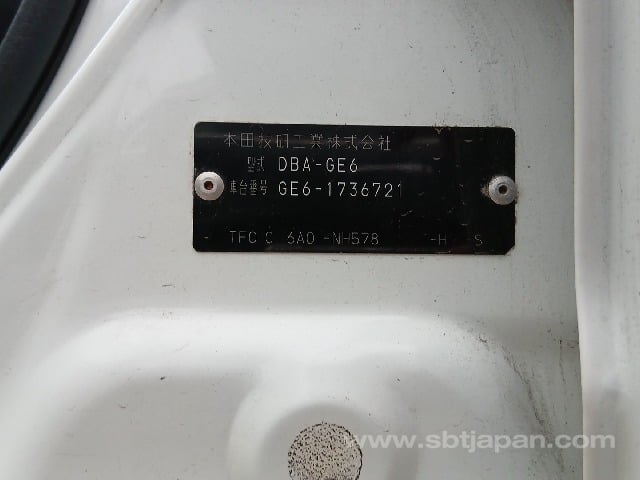 本田技研工業株式会社
型式 DBA-GE6
車台番号 GE6-1736721
TFC C 6A0 -NH578 -H S
www.sbtjapan.com